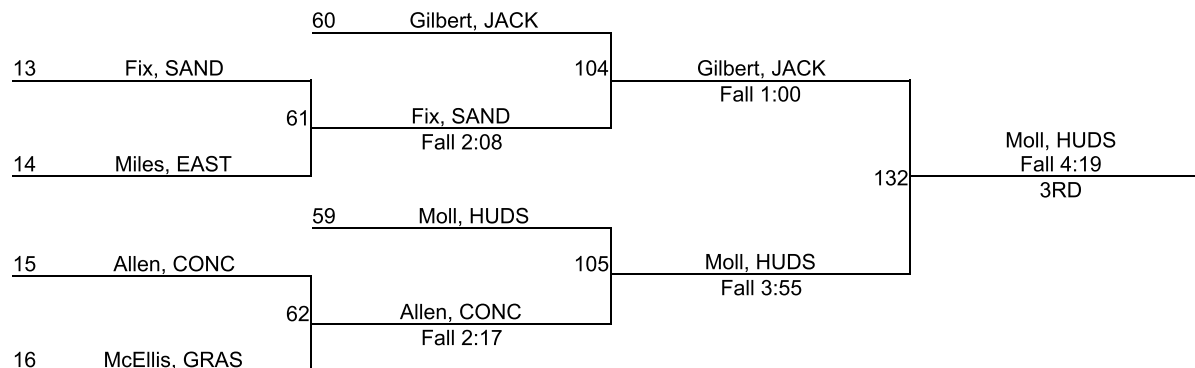 60 Gilbert, JACK
13 Fix, SAND
104 Gilbert, JACK
Fall 1:00
61 Fix, SAND
Fall 2:08
14 Miles, EAST
132 Moll, HUDS
Fall 4:19
3RD
59 Moll, HUDS
15 Allen, CONC
105 Moll, HUDS
Fall 3:55
62 Allen, CONC
Fall 2:17
16 McEllis, GRAS